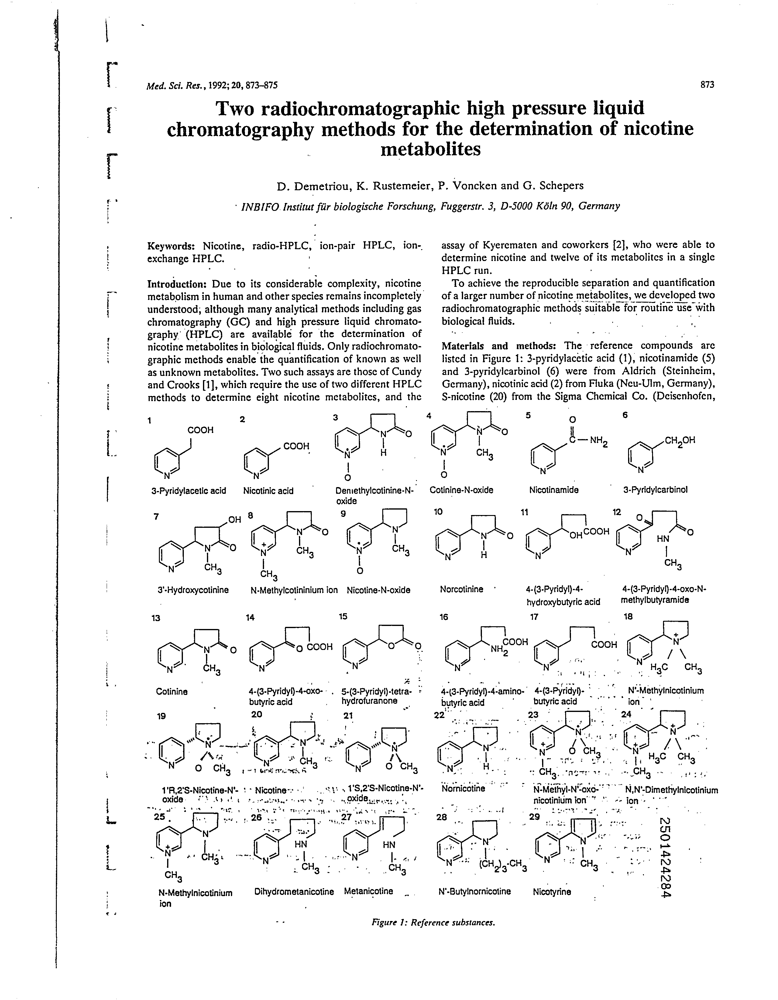 Med. Sci. Res., 1992; 20, 873–875
873
Two radiochromatographic high pressure liquid
chromatography methods for the determination of nicotine
metabolites
D. Demetriou, K. Rustemeier, P. Voncken and G. Schepers
INBIFO Institut für biologische Forschung, Fuggerstr. 3, D-5000 Köln 90, Germany
Keywords: Nicotine, radio-HPLC, ion-pair HPLC, ion-
exchange HPLC.
Introduction: Due to its considerable complexity, nicotine
metabolism in human and other species remains incompletely
understood; although many analytical methods including gas
chromatography (GC) and high pressure liquid chromato-
graphy (HPLC) are available for the determination of
nicotine metabolites in biological fluids. Only radiochromato-
graphic methods enable the quantification of known as well
as unknown metabolites. Two such assays are those of Cundy
and Crooks [1], which require the use of two different HPLC
methods to determine eight nicotine metabolites, and the
assay of Kyerematen and coworkers [2], who were able to
determine nicotine and twelve of its metabolites in a single
HPLC run.
To achieve the reproducible separation and quantification
of a larger number of nicotine metabolites, we developed two
radiochromatographic methods suitable for routine use with
biological fluids.
Materials and methods: The reference compounds are
listed in Figure 1: 3-pyridylacetic acid (1), nicotinamide (5)
and 3-pyridylcarbinol (6) were from Aldrich (Steinheim,
Germany), nicotinic acid (2) from Fluka (Neu-Ulm, Germany),
S-nicotine (20) from the Sigma Chemical Co. (Deisenhofen,
1 2 3 4 5 6
COOH COOH N O H N O CH3 O C—NH2 CH2OH
N N N O N O N N
3-Pyridylacetic acid Nicotinic acid Demethylcotinine-N- Cotinine-N-oxide Nicotinamide 3-Pyridylcarbinol
oxide
7 8 9 10 11 12
OH N O CH3 N O CH3 N CH3 N O H OH COOH O O HN CH3
N N CH3 N O N N N
3'-Hydroxycotinine N-Methylcotininium ion Nicotine-N-oxide Norcotinine 4-(3-Pyridyl)-4- 4-(3-Pyridyl)-4-oxo-N-
hydroxybutyric acid methylbutyramide
13 14 15 16 17 18
N O CH3 O COOH O O NH2 COOH COOH N H3C CH3
N N N N N N
Cotinine 4-(3-Pyridyl)-4-oxo- 5-(3-Pyridyl)-tetra- 4-(3-Pyridyl)-4-amino- 4-(3-Pyridyl)- N'-Methylnicotinium
butyric acid hydrofuranone butyric acid butyric acid ion
19 20 21 22 23 24
N O CH3 N CH3 N O CH3 N H N O CH3 N H3C CH3
N N N N N CH3 N CH3
1'R,2'S-Nicotine-N'- Nicotine 1'S,2'S-Nicotine-N'- Nornicotine N-Methyl-N'-oxo- N,N'-Dimethylnicotinium
oxide oxide nicotinium ion ion
25 26 27 28 29
N CH3 HN CH3 HN CH3 N (CH2)3-CH3 N CH3
N CH3 N N N N
N-Methylnicotinium Dihydrometanicotine Metanicotine N'-Butylnornicotine Nicotyrine
ion
2501424284
Figure 1: Reference substances.